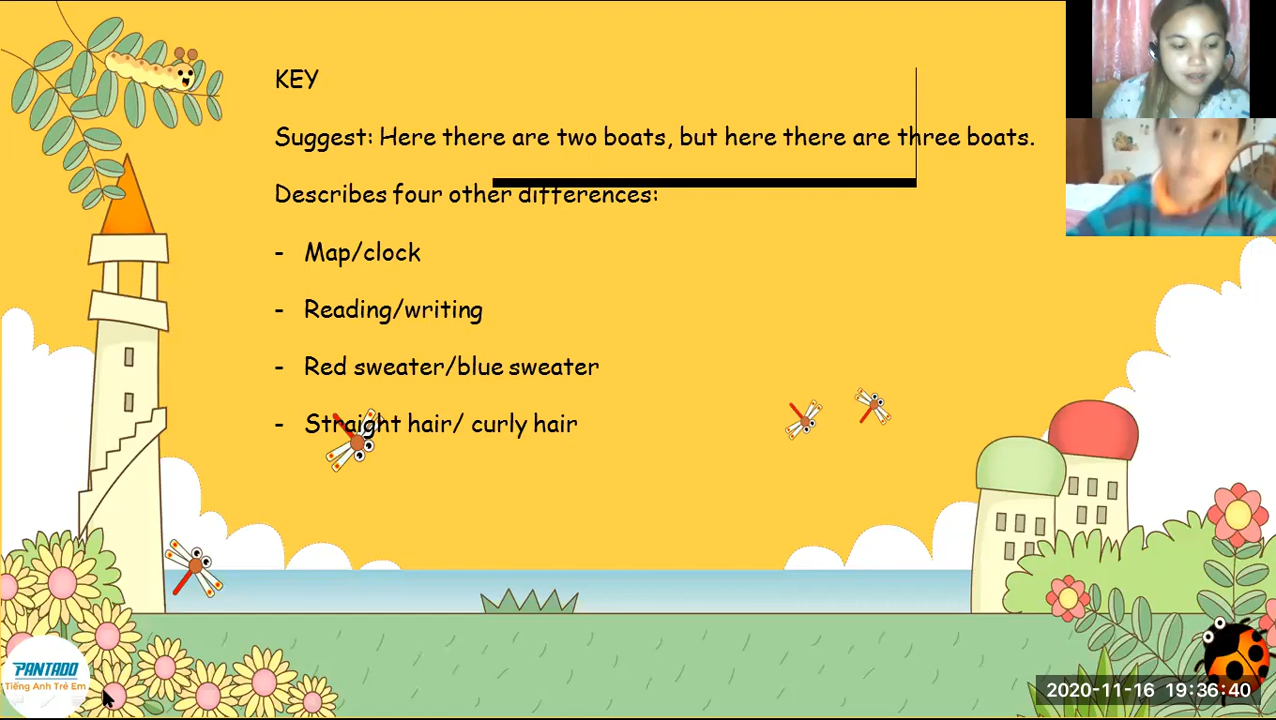 KEY
Suggest: Here there are two boats, but here there are three boats.
Describes four other differences:
- Map/clock
- Reading/writing
- Red sweater/blue sweater
- Straight hair/ curly hair
PANTADO
Tiếng Anh Trẻ Em
2020-11-16 19:36:40